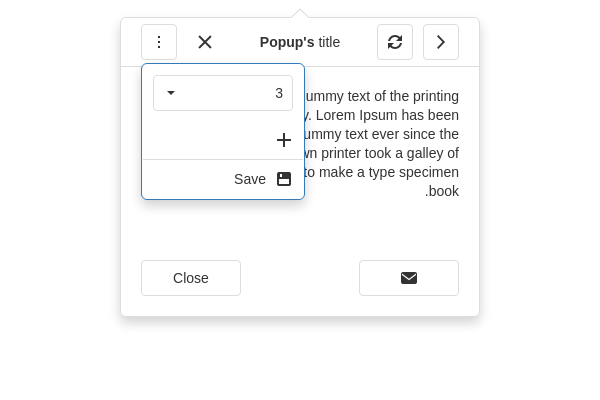 Popup's title
3
Save
ummy text of the printing
. Lorem Ipsum has been
ummy text ever since the
printer took a galley of
to make a type specimen
.book
Close